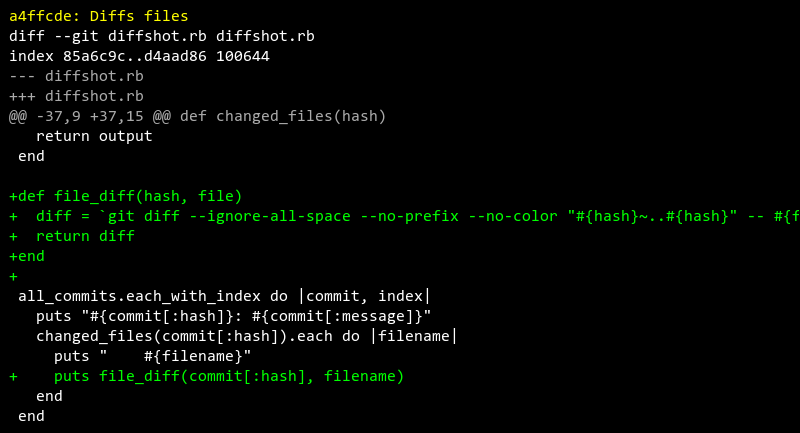 a4ffcde: Diffs files
diff --git diffshot.rb diffshot.rb
index 85a6c9c..d4aad86 100644
--- diffshot.rb
+++ diffshot.rb
@@ -37,9 +37,15 @@ def changed_files(hash)
   return output
 end

+def file_diff(hash, file)
+  diff = `git diff --ignore-all-space --no-prefix --no-color "#{hash}~..#{hash}" -- #{f
+  return diff
+end
+
 all_commits.each_with_index do |commit, index|
   puts "#{commit[:hash]}: #{commit[:message]}"
   changed_files(commit[:hash]).each do |filename|
     puts "    #{filename}"
+    puts file_diff(commit[:hash], filename)
   end
 end